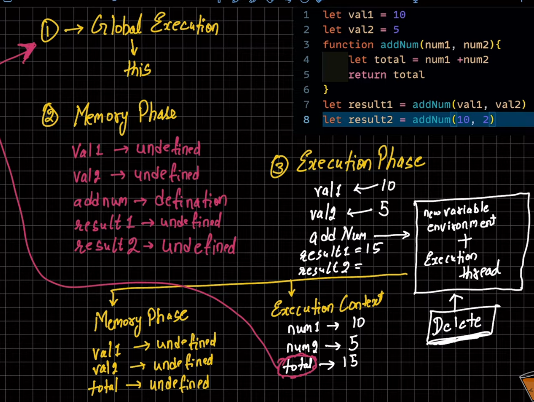 ① → Global Execution
this
1 let val1 = 10
2 let val2 = 5
3 function addNum(num1, num2){
4 let total = num1 +num2
5 return total
6 }
7 let result1 = addNum(val1, val2)
8 let result2 = addNum(10, 2)
② Memory Phase
val1 → undefined
val2 → undefined
addnum → defination
result1 → undefined
result2 → undefined
③ Execution Phase
val1 ← 10
val2 ← 5
add Num →
result1 = 15
result2 =
new variable
environment
+
Execution
thread
Delete
Memory Phase
val1 → undefined
val2 → undefined
total → undefined
Execution Context
num1 → 10
num2 → 5
total → 15